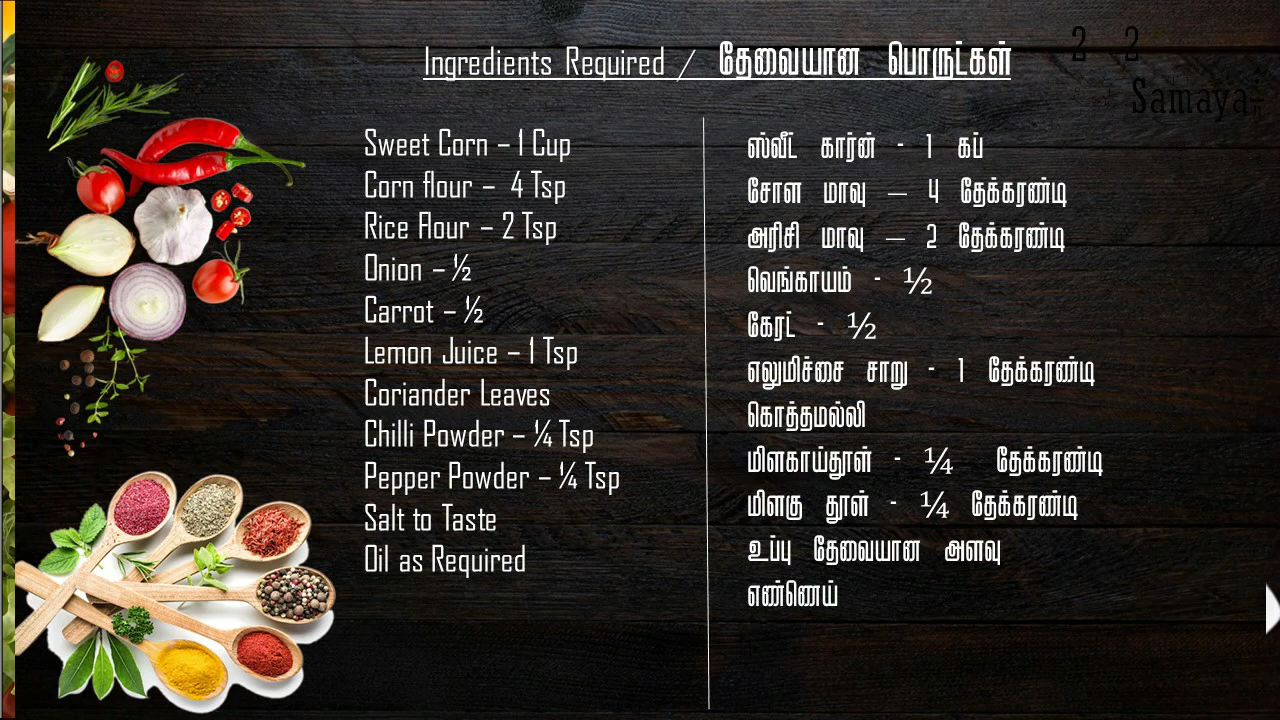 Ingredients Required / தேவையான பொருட்கள்
2 2
Samaya
Sweet Corn – 1 Cup
Corn flour – 4 Tsp
Rice Flour – 2 Tsp
Onion – ½
Carrot – ½
Lemon Juice – 1 Tsp
Coriander Leaves
Chilli Powder – ¼ Tsp
Pepper Powder – ¼ Tsp
Salt to Taste
Oil as Required
ஸ்வீட் கார்ன் - 1 கப்
சோள மாவு – 4 தேக்கரண்டி
அரிசி மாவு – 2 தேக்கரண்டி
வெங்காயம் - ½
கேரட் - ½
எலுமிச்சை சாறு - 1 தேக்கரண்டி
கொத்தமல்லி
மிளகாய்தூள் - ¼ தேக்கரண்டி
மிளகு தூள் - ¼ தேக்கரண்டி
உப்பு தேவையான அளவு
எண்ணெய்